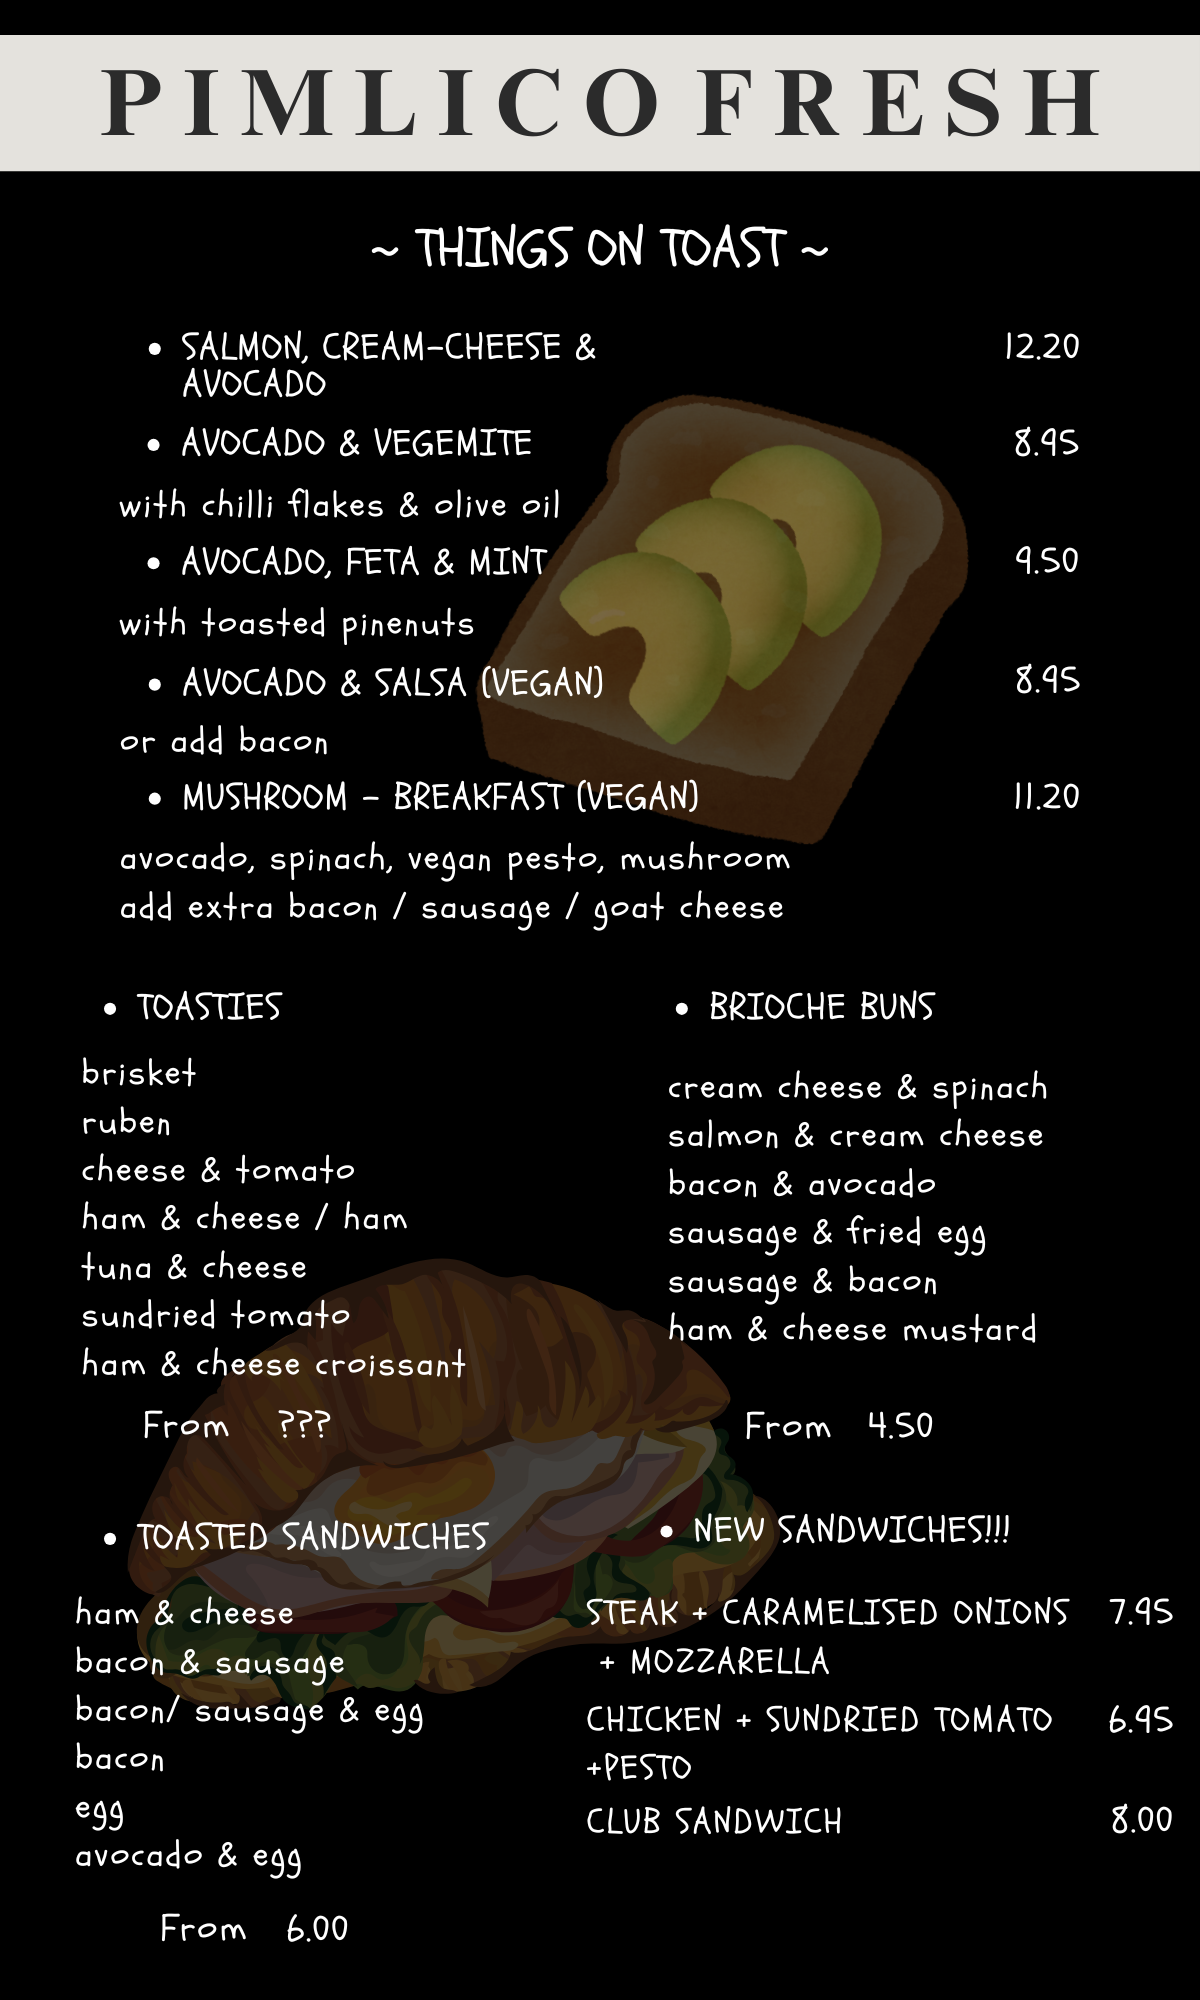 PIMLICO FRESH
~ THINGS ON TOAST ~
• SALMON, CREAM-CHEESE & 12.20
AVOCADO
• AVOCADO & VEGEMITE 8.95
with chilli flakes & olive oil
• AVOCADO, FETA & MINT 9.50
with toasted pinenuts
• AVOCADO & SALSA (VEGAN) 8.95
or add bacon
• MUSHROOM - BREAKFAST (VEGAN) 11.20
avocado, spinach, vegan pesto, mushroom
add extra bacon / sausage / goat cheese
• TOASTIES
brisket
ruben
cheese & tomato
ham & cheese / ham
tuna & cheese
sundried tomato
ham & cheese croissant
From ???
• BRIOCHE BUNS
cream cheese & spinach
salmon & cream cheese
bacon & avocado
sausage & fried egg
sausage & bacon
ham & cheese mustard
From 4.50
• TOASTED SANDWICHES
ham & cheese
bacon & sausage
bacon/ sausage & egg
bacon
egg
avocado & egg
From 6.00
• NEW SANDWICHES!!!
STEAK + CARAMELISED ONIONS 7.95
+ MOZZARELLA
CHICKEN + SUNDRIED TOMATO 6.95
+PESTO
CLUB SANDWICH 8.00